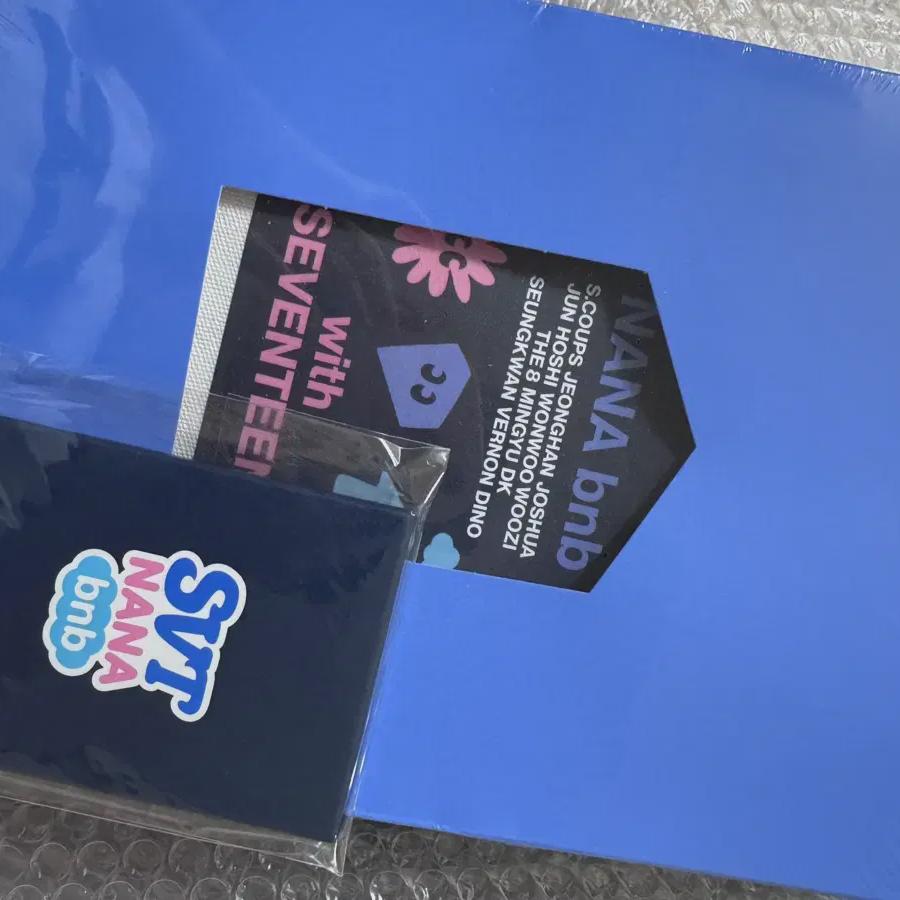 NANA bnb
S.COUPS JEONGHAN JOSHUA
JUN HOSHI WONWOO WOOZI
THE 8 MINGYU DK
SEUNGKWAN VERNON DINO
with
SEVENTEEN
SVT
NANA
bnb